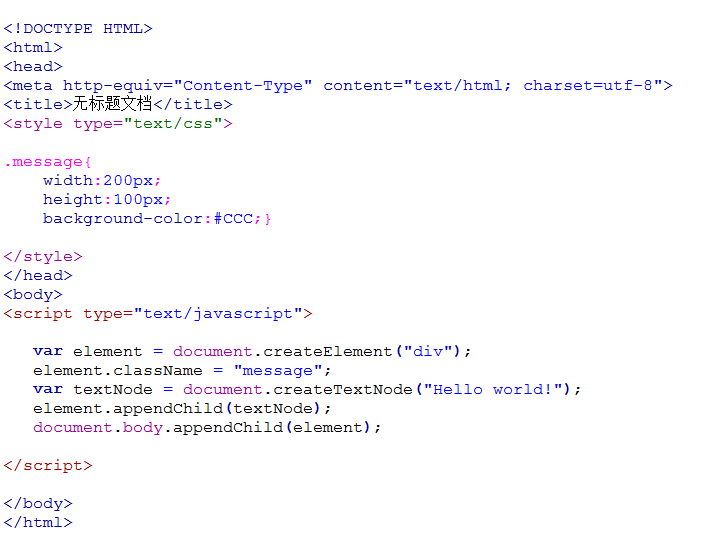 <!DOCTYPE HTML>
<html>
<head>
<meta http-equiv="Content-Type" content="text/html; charset=utf-8">
<title>无标题文档</title>
<style type="text/css">
.message{
width:200px;
height:100px;
background-color:#CCC;}
</style>
</head>
<body>
<script type="text/javascript">
var element = document.createElement("div");
element.className = "message";
var textNode = document.createTextNode("Hello world!");
element.appendChild(textNode);
document.body.appendChild(element);
</script>
</body>
</html>